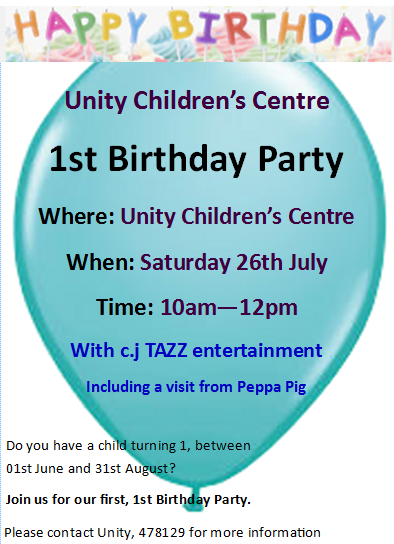 HAPPY BIRTHDAY
Unity Children’s Centre
1st Birthday Party
Where: Unity Children’s Centre
When: Saturday 26th July
Time: 10am—12pm
With c.j TAZZ entertainment
Including a visit from Peppa Pig
Do you have a child turning 1, between
01st June and 31st August?
Join us for our first, 1st Birthday Party.
Please contact Unity, 478129 for more information